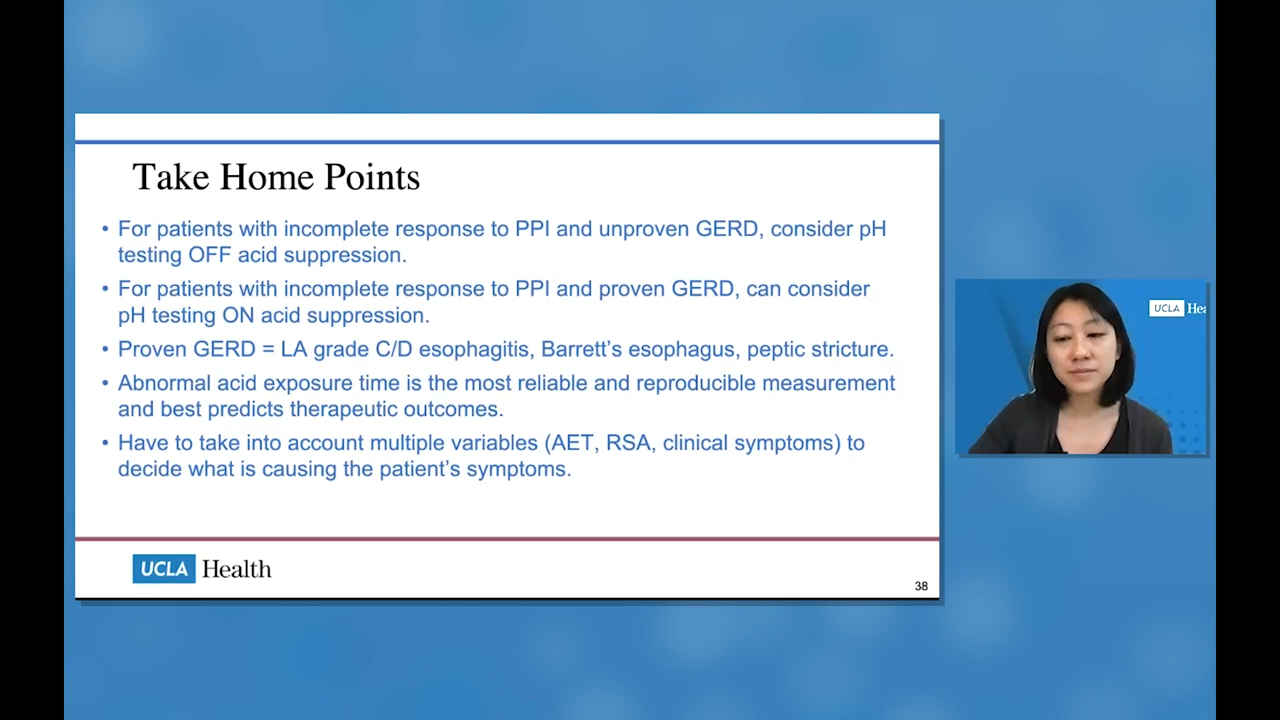 Take Home Points
• For patients with incomplete response to PPI and unproven GERD, consider pH
testing OFF acid suppression.
• For patients with incomplete response to PPI and proven GERD, can consider
pH testing ON acid suppression.
• Proven GERD = LA grade C/D esophagitis, Barrett's esophagus, peptic stricture.
• Abnormal acid exposure time is the most reliable and reproducible measurement
and best predicts therapeutic outcomes.
• Have to take into account multiple variables (AET, RSA, clinical symptoms) to
decide what is causing the patient's symptoms.
UCLA Health
38
UCLA Hea